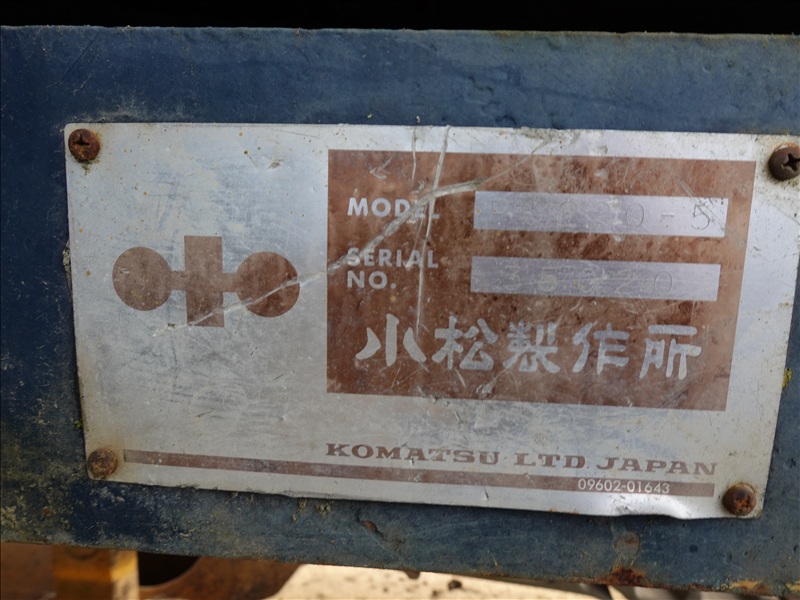 MODEL
SERIAL
NO.
小松製作所
KOMATSU LTD. JAPAN
09602-01643